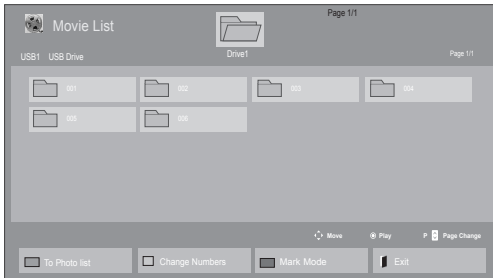 Page 1/1
Movie List
USB1 USB Drive
Drive1
Page 1/1
001 002 003 004
005 006
Move Play P Page Change
To Photo list Change Numbers Mark Mode Exit